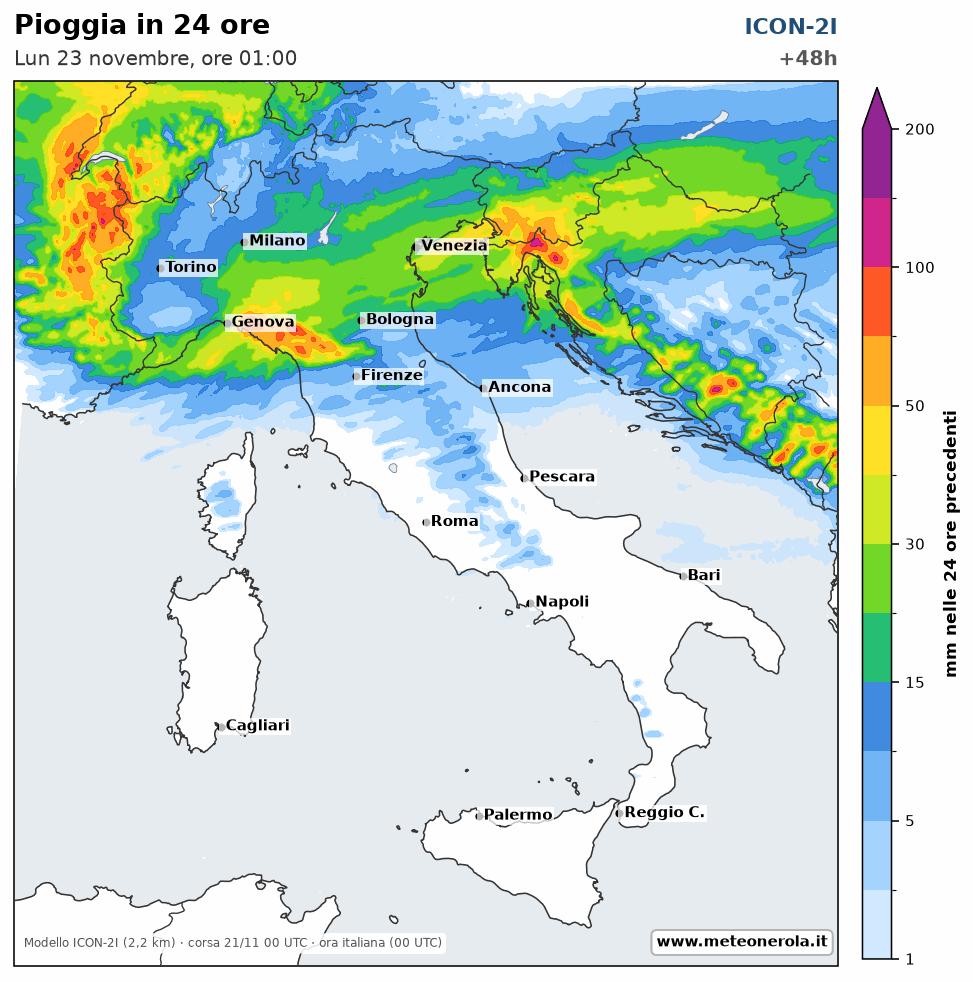 Pioggia in 24 ore
ICON-2I
Lun 23 novembre, ore 01:00
+48h
Milano
Venezia
Torino
Genova
Bologna
Firenze
Ancona
Pescara
Roma
Bari
Napoli
Cagliari
Palermo
Reggio C.
200
100
50
30
15
5
1
mm nelle 24 ore precedenti
Modello ICON-2I (2,2 km) · corsa 21/11 00 UTC · ora italiana (00 UTC)
www.meteonerola.it